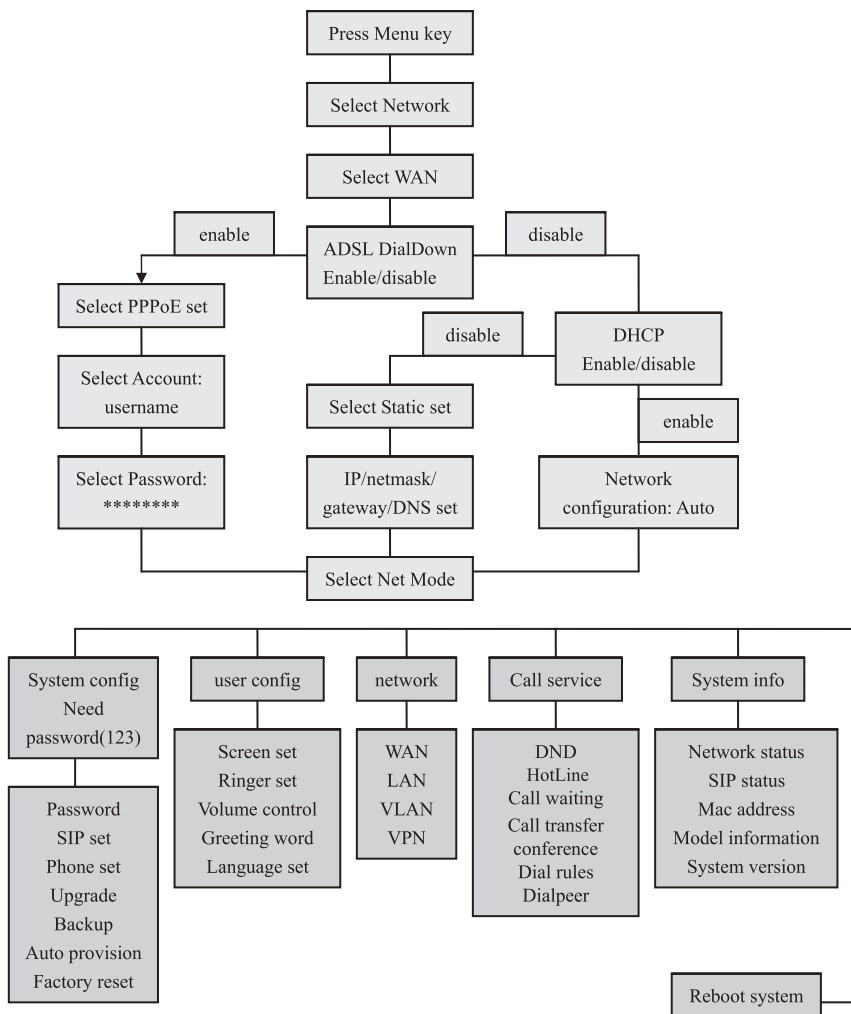 Press Menu key
Select Network
Select WAN
enable
ADSL DialDown
Enable/disable
disable
Select PPPoE set
Select Account:
username
Select Password:
********
disable
DHCP
Enable/disable
Select Static set
enable
IP/netmask/
gateway/DNS set
Network
configuration: Auto
Select Net Mode
System config
Need
password(123)
Password
SIP set
Phone set
Upgrade
Backup
Auto provision
Factory reset
user config
Screen set
Ringer set
Volume control
Greeting word
Language set
network
WAN
LAN
VLAN
VPN
Call service
DND
HotLine
Call waiting
Call transfer
conference
Dial rules
Dialpeer
System info
Network status
SIP status
Mac address
Model information
System version
Reboot system